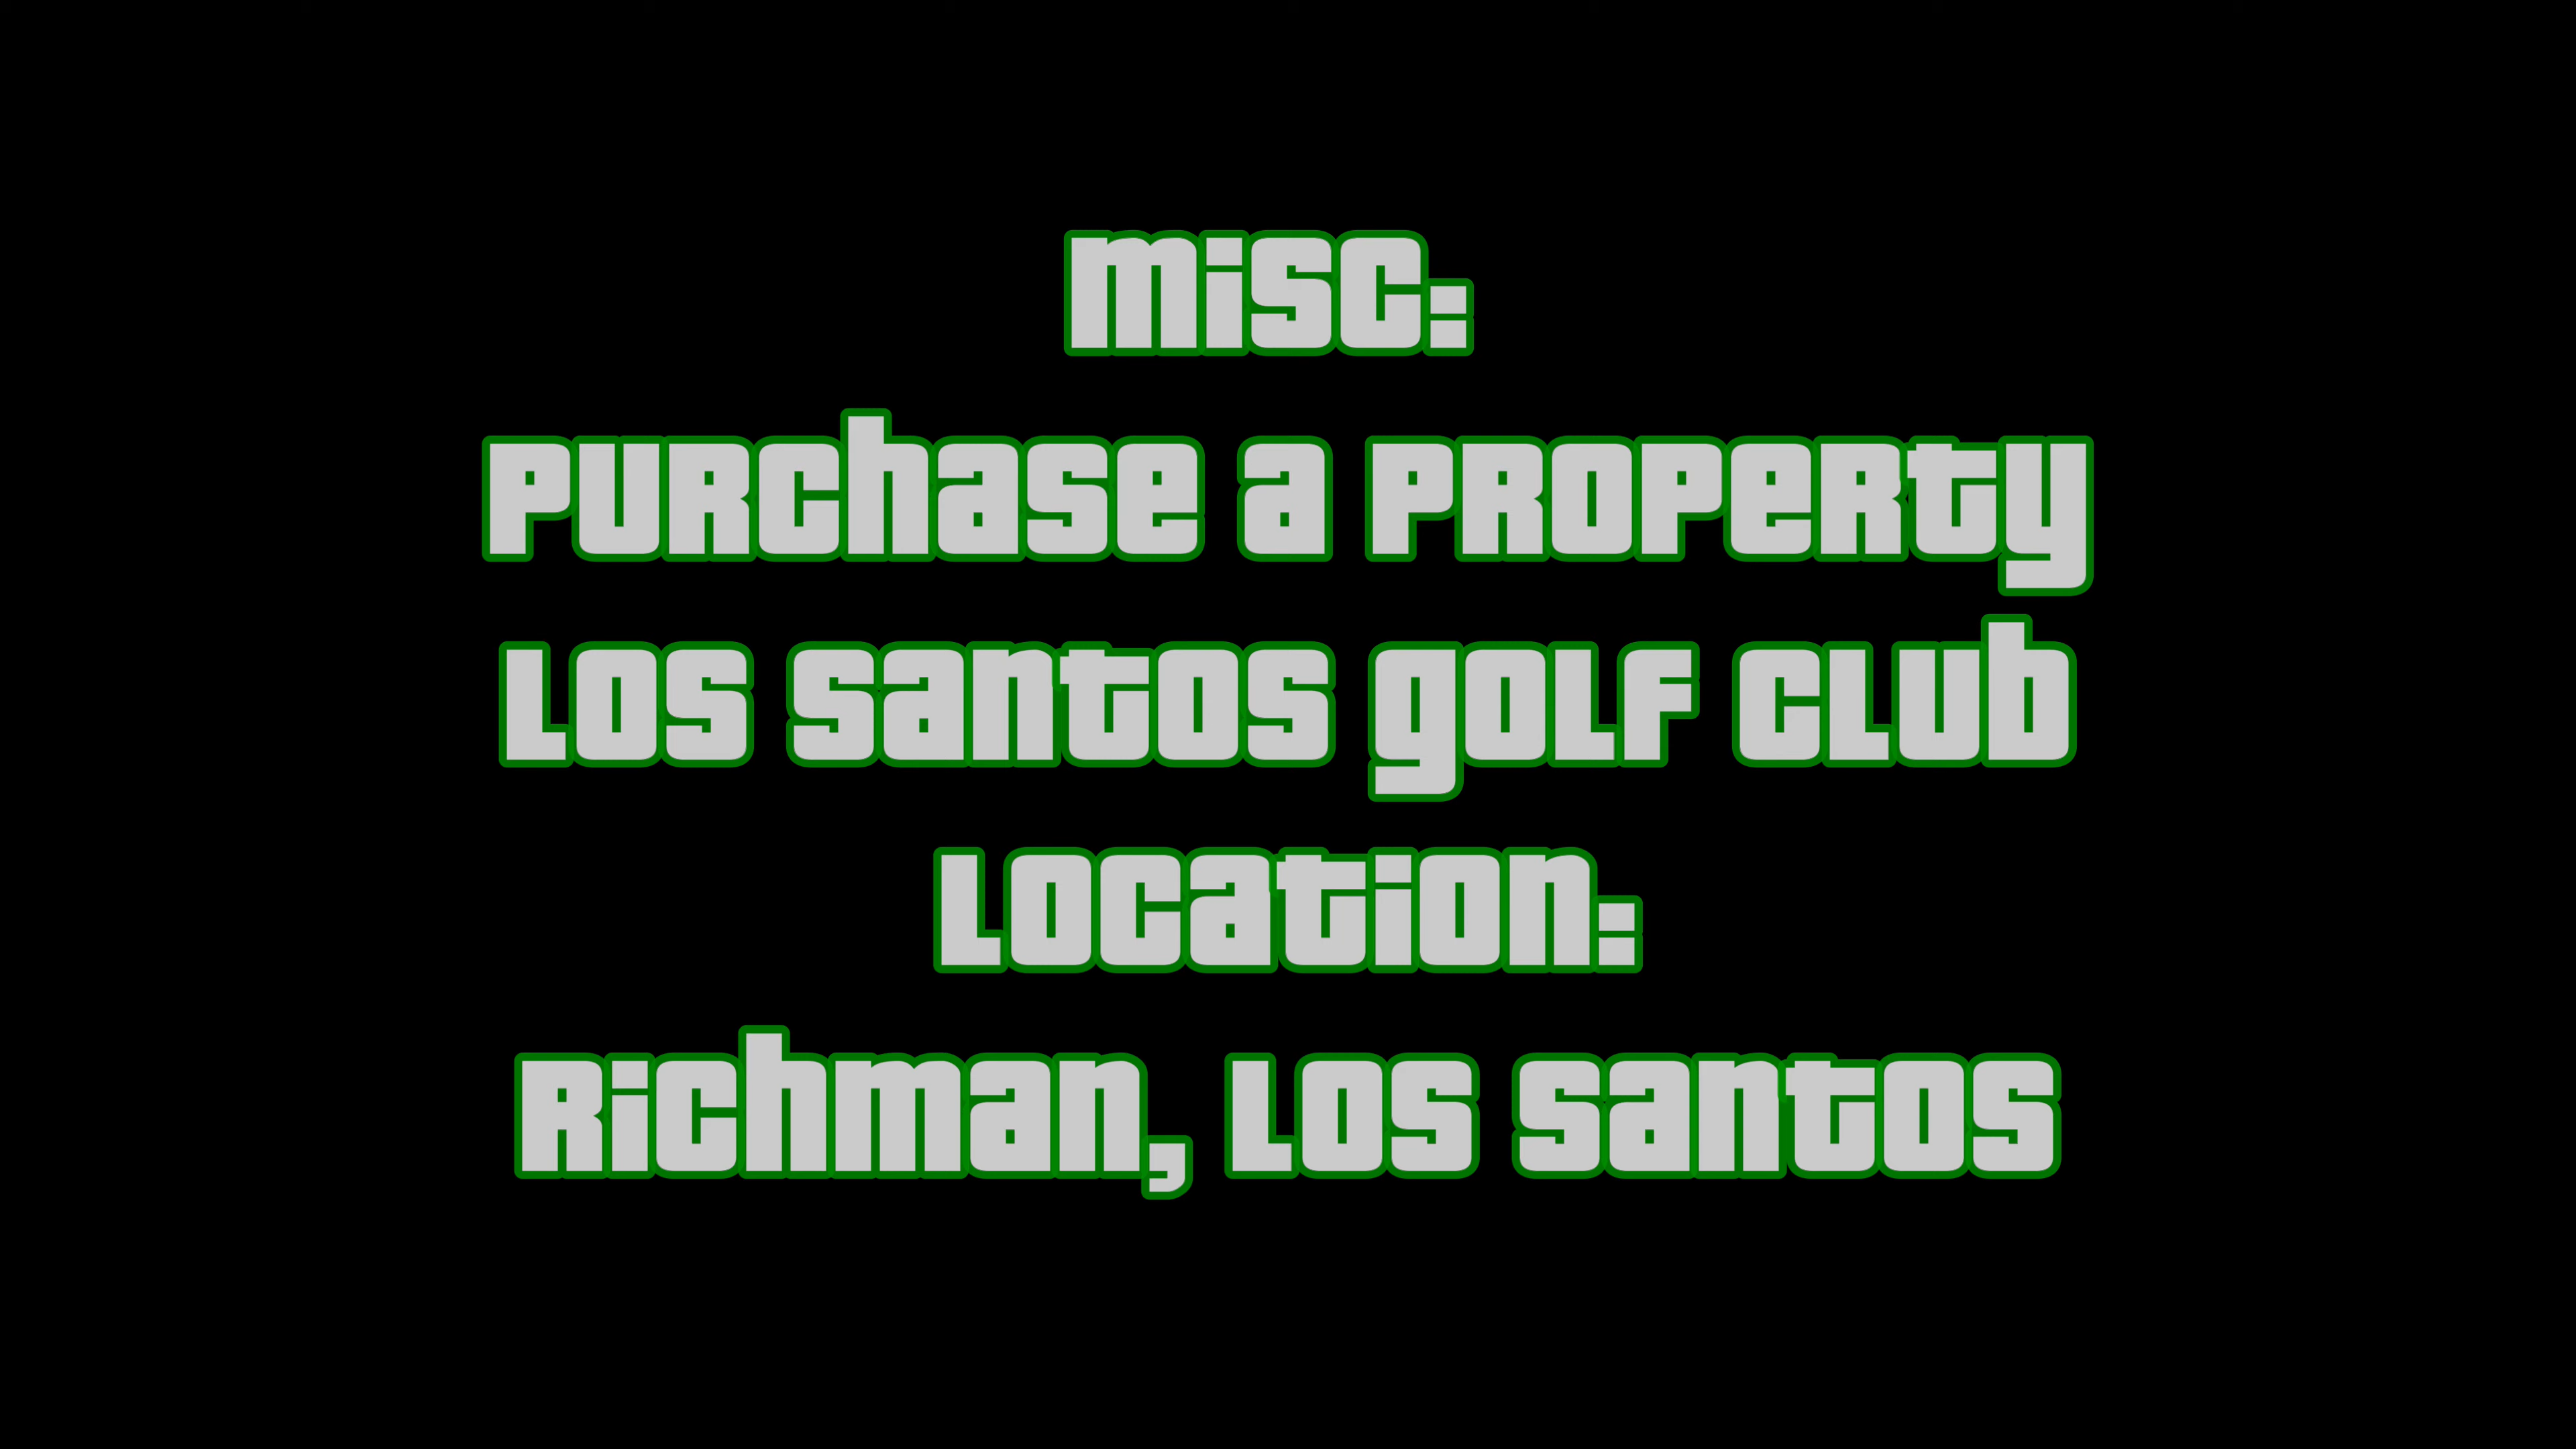 Misc:
Purchase a Property
Los Santos Golf Club
Location:
Richman, Los Santos